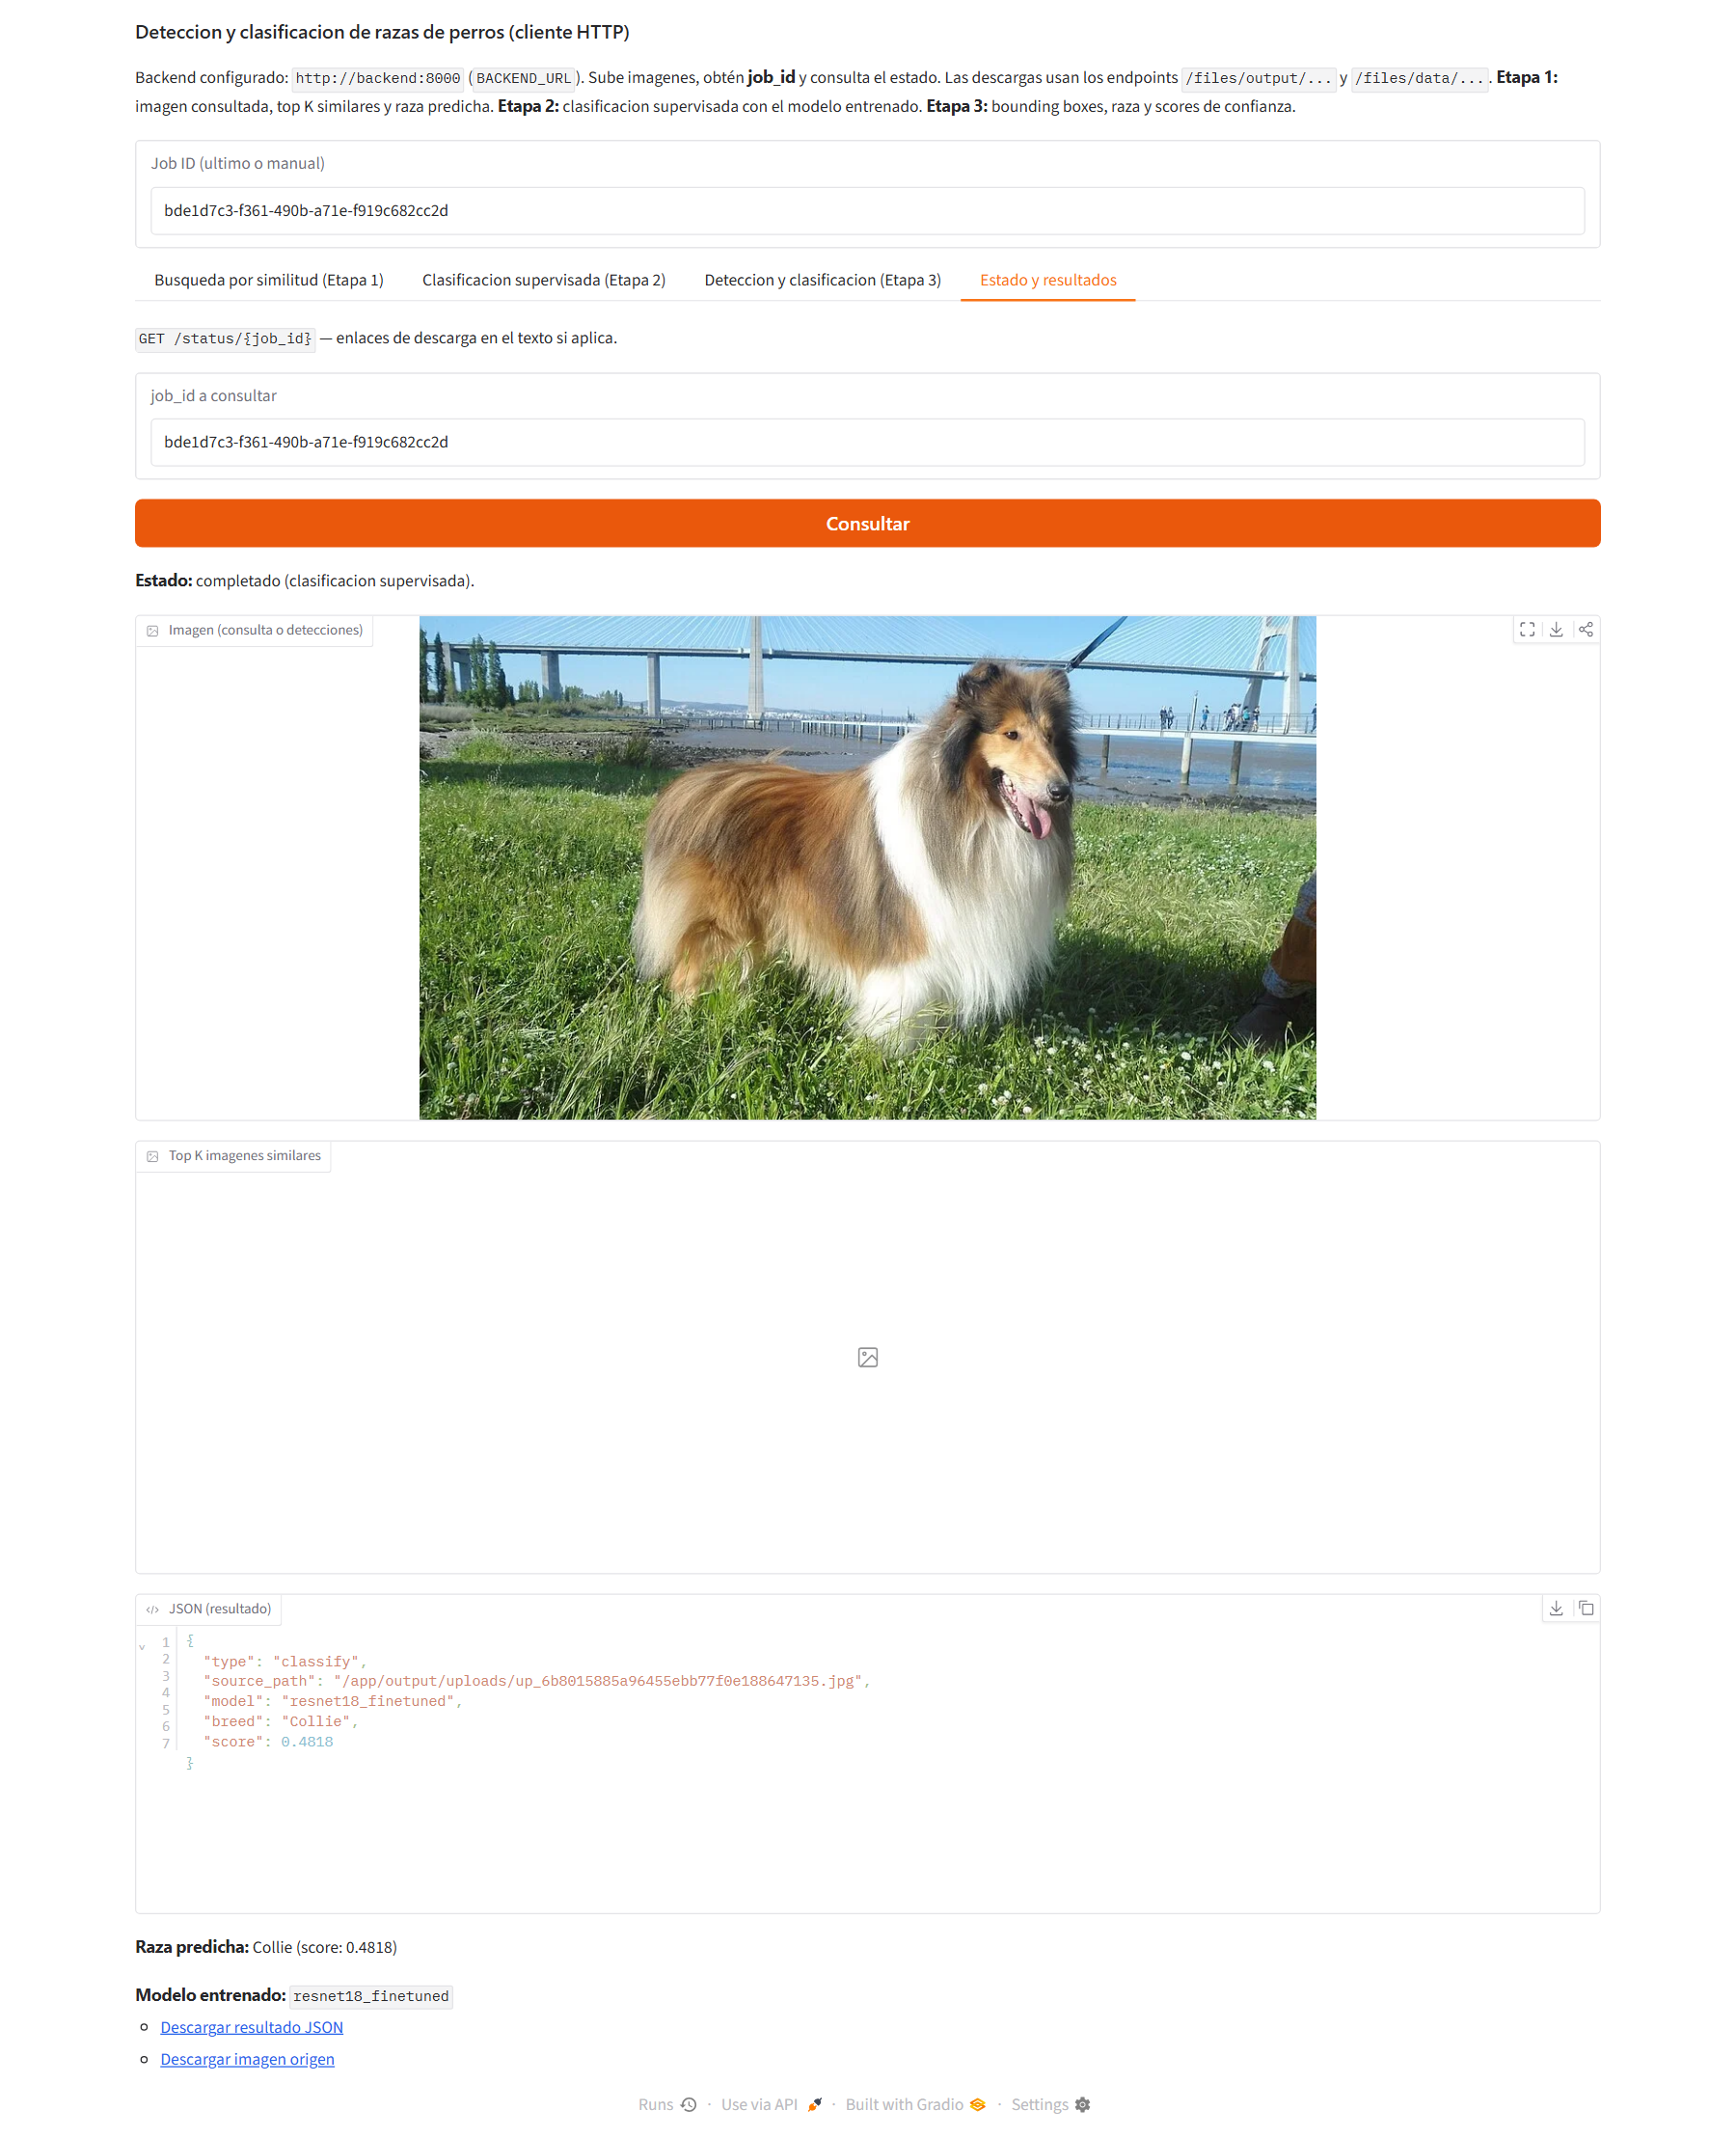 Deteccion y clasificacion de razas de perros (cliente HTTP)
Backend configurado: http://backend:8000 (BACKEND_URL). Sube imagenes, obtén job_id y consulta el estado. Las descargas usan los endpoints /files/output/... y /files/data/.... Etapa 1:
imagen consultada, top K similares y raza predicha. Etapa 2: clasificacion supervisada con el modelo entrenado. Etapa 3: bounding boxes, raza y scores de confianza.
Job ID (ultimo o manual)
bde1d7c3-f361-490b-a71e-f919c682cc2d
Busqueda por similitud (Etapa 1) Clasificacion supervisada (Etapa 2) Deteccion y clasificacion (Etapa 3) Estado y resultados
GET /status/{job_id} — enlaces de descarga en el texto si aplica.
job_id a consultar
bde1d7c3-f361-490b-a71e-f919c682cc2d
Consultar
Estado: completado (clasificacion supervisada).
Imagen (consulta o detecciones)
Top K imagenes similares
JSON (resultado)
1 {
2 "type": "classify",
3 "source_path": "/app/output/uploads/up_6b8015885a96455ebb77f0e188647135.jpg",
4 "model": "resnet18_finetuned",
5 "breed": "Collie",
6 "score": 0.4818
7 }
Raza predicha: Collie (score: 0.4818)
Modelo entrenado: resnet18_finetuned
Descargar resultado JSON
Descargar imagen origen
Runs · Use via API · Built with Gradio · Settings